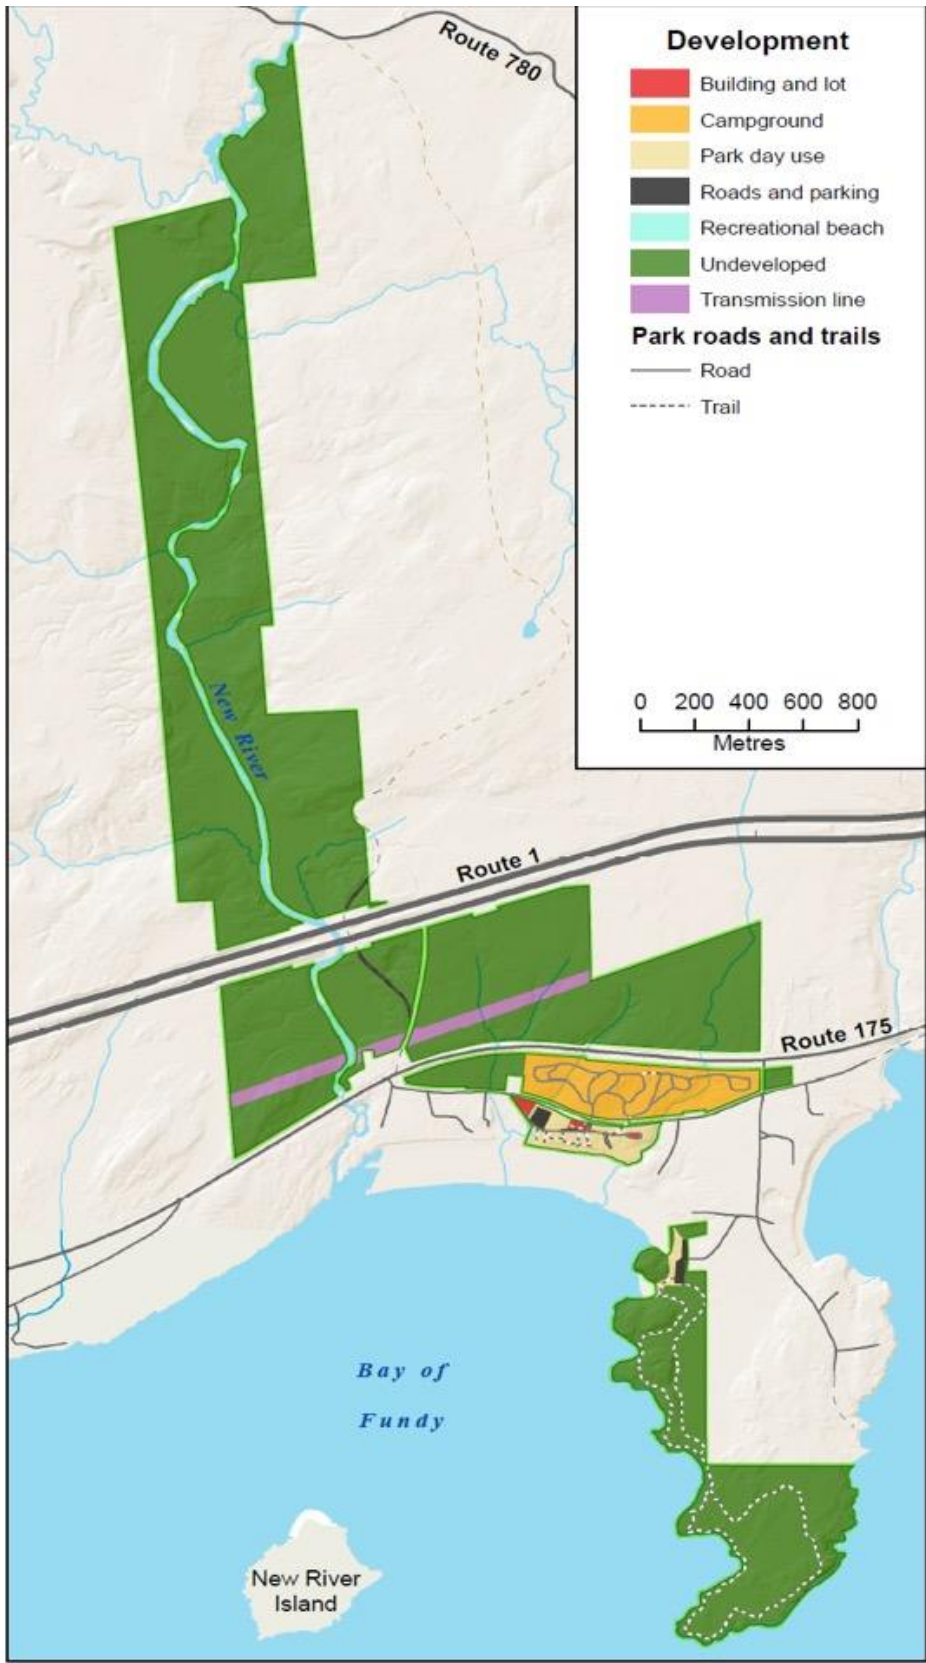 Route 780
Development
Building and lot
Campground
Park day use
Roads and parking
Recreational beach
Undeveloped
Transmission line
Park roads and trails
Road
Trail
0 200 400 600 800
Metres
New River
Route 1
Route 175
Bay of
Fundy
New River
Island